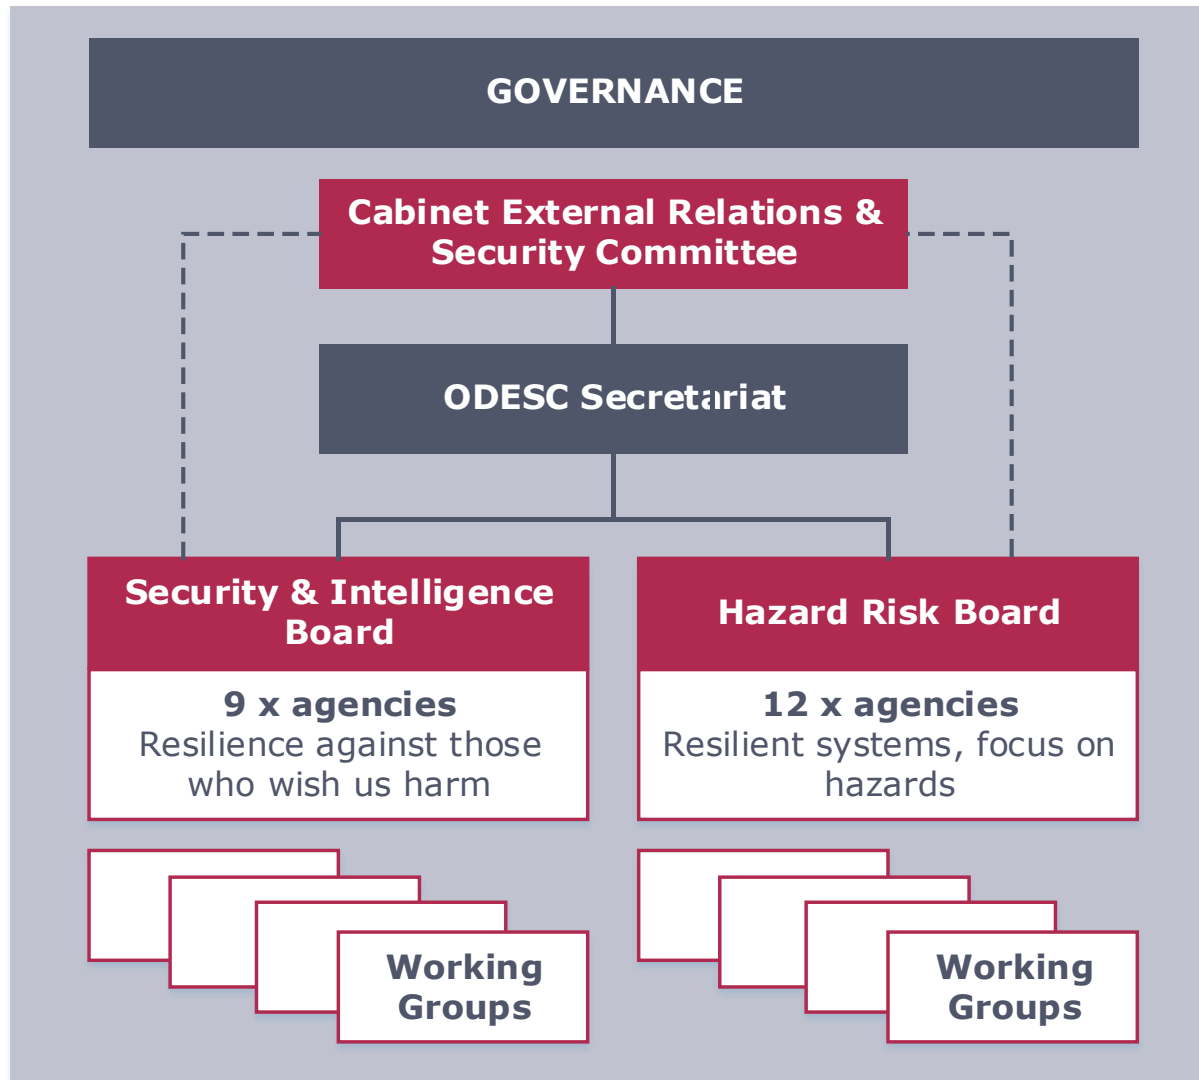 GOVERNANCE
Cabinet External Relations &
Security Committee
ODESC Secretariat
Security & Intelligence
Board
9 x agencies
Resilience against those
who wish us harm
Hazard Risk Board
12 x agencies
Resilient systems, focus on
hazards
Working
Groups
Working
Groups